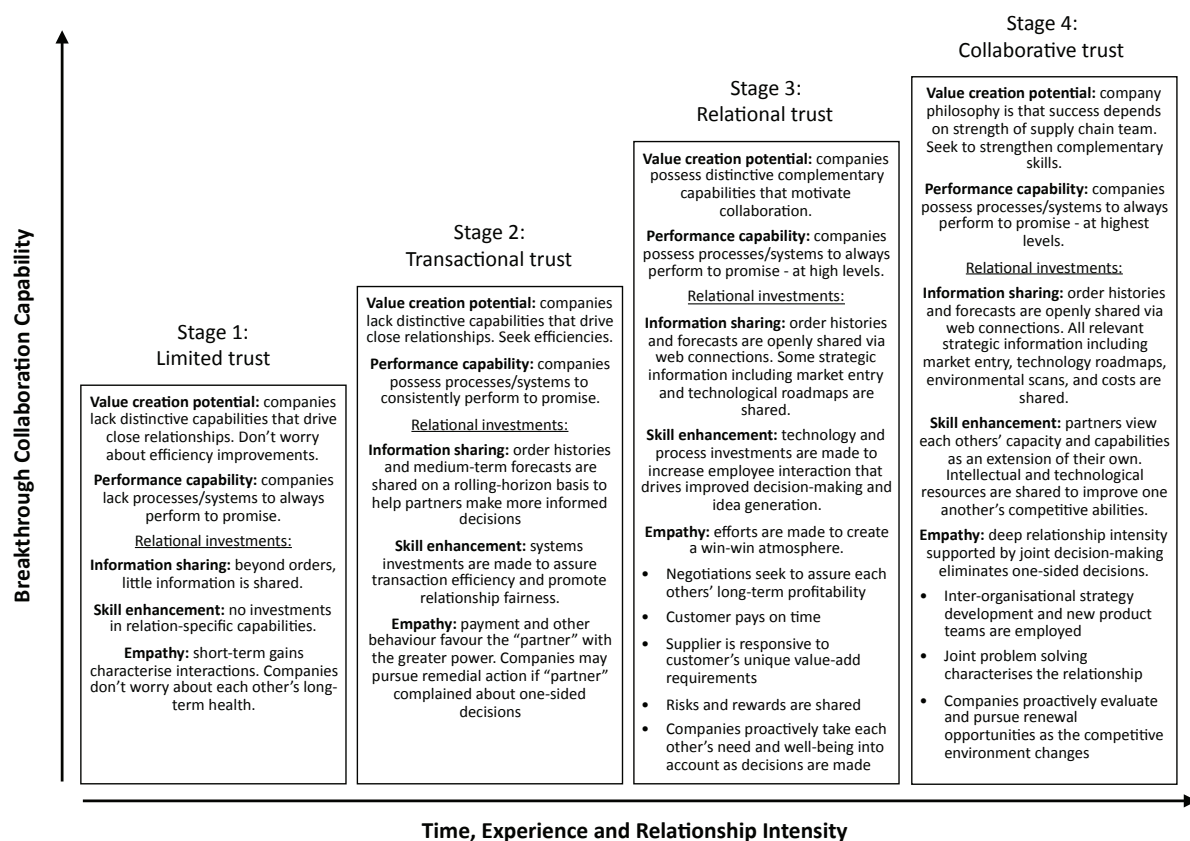 Breakthrough Collaboration Capability
Stage 1:
Limited trust
Value creation potential: companies
lack distinctive capabilities that drive
close relationships. Don’t worry
about efficiency improvements.
Performance capability: companies
lack processes/systems to always
perform to promise.
Relational investments:
Information sharing: beyond orders,
little information is shared.
Skill enhancement: no investments
in relation-specific capabilities.
Empathy: short-term gains
characterise interactions. Companies
don’t worry about each other’s long-
term health.
Stage 2:
Transactional trust
Value creation potential: companies
lack distinctive capabilities that drive
close relationships. Seek efficiencies.
Performance capability: companies
possess processes/systems to
consistently perform to promise.
Relational investments:
Information sharing: order histories
and medium-term forecasts are
shared on a rolling-horizon basis to
help partners make more informed
decisions
Skill enhancement: systems
investments are made to assure
transaction efficiency and promote
relationship fairness.
Empathy: payment and other
behaviour favour the “partner” with
the greater power. Companies may
pursue remedial action if “partner”
complained about one-sided
decisions
Stage 3:
Relational trust
Value creation potential: companies
possess distinctive complementary
capabilities that motivate
collaboration.
Performance capability: companies
possess processes/systems to always
perform to promise - at high levels.
Relational investments:
Information sharing: order histories
and forecasts are openly shared via
web connections. Some strategic
information including market entry
and technological roadmaps are
shared.
Skill enhancement: technology and
process investments are made to
increase employee interaction that
drives improved decision-making and
idea generation.
Empathy: efforts are made to create
a win-win atmosphere.
• Negotiations seek to assure each
others’ long-term profitability
• Customer pays on time
• Supplier is responsive to
customer’s unique value-add
requirements
• Risks and rewards are shared
• Companies proactively take each
other’s need and well-being into
account as decisions are made
Stage 4:
Collaborative trust
Value creation potential: company
philosophy is that success depends
on strength of supply chain team.
Seek to strengthen complementary
skills.
Performance capability: companies
possess processes/systems to always
perform to promise - at highest
levels.
Relational investments:
Information sharing: order histories
and forecasts are openly shared via
web connections. All relevant
strategic information including
market entry, technology roadmaps,
environmental scans, and costs are
shared.
Skill enhancement: partners view
each others’ capacity and capabilities
as an extension of their own.
Intellectual and technological
resources are shared to improve one
another’s competitive abilities.
Empathy: deep relationship intensity
supported by joint decision-making
eliminates one-sided decisions.
• Inter-organisational strategy
development and new product
teams are employed
• Joint problem solving
characterises the relationship
• Companies proactively evaluate
and pursue renewal
opportunities as the competitive
environment changes
Time, Experience and Relationship Intensity